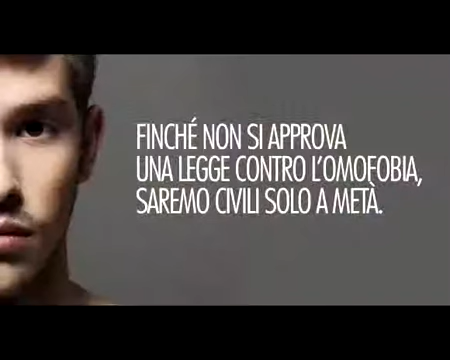 FINCHÉ NON SI APPROVA
UNA LEGGE CONTRO L'OMOFOBIA,
SAREMO CIVILI SOLO A METÀ.